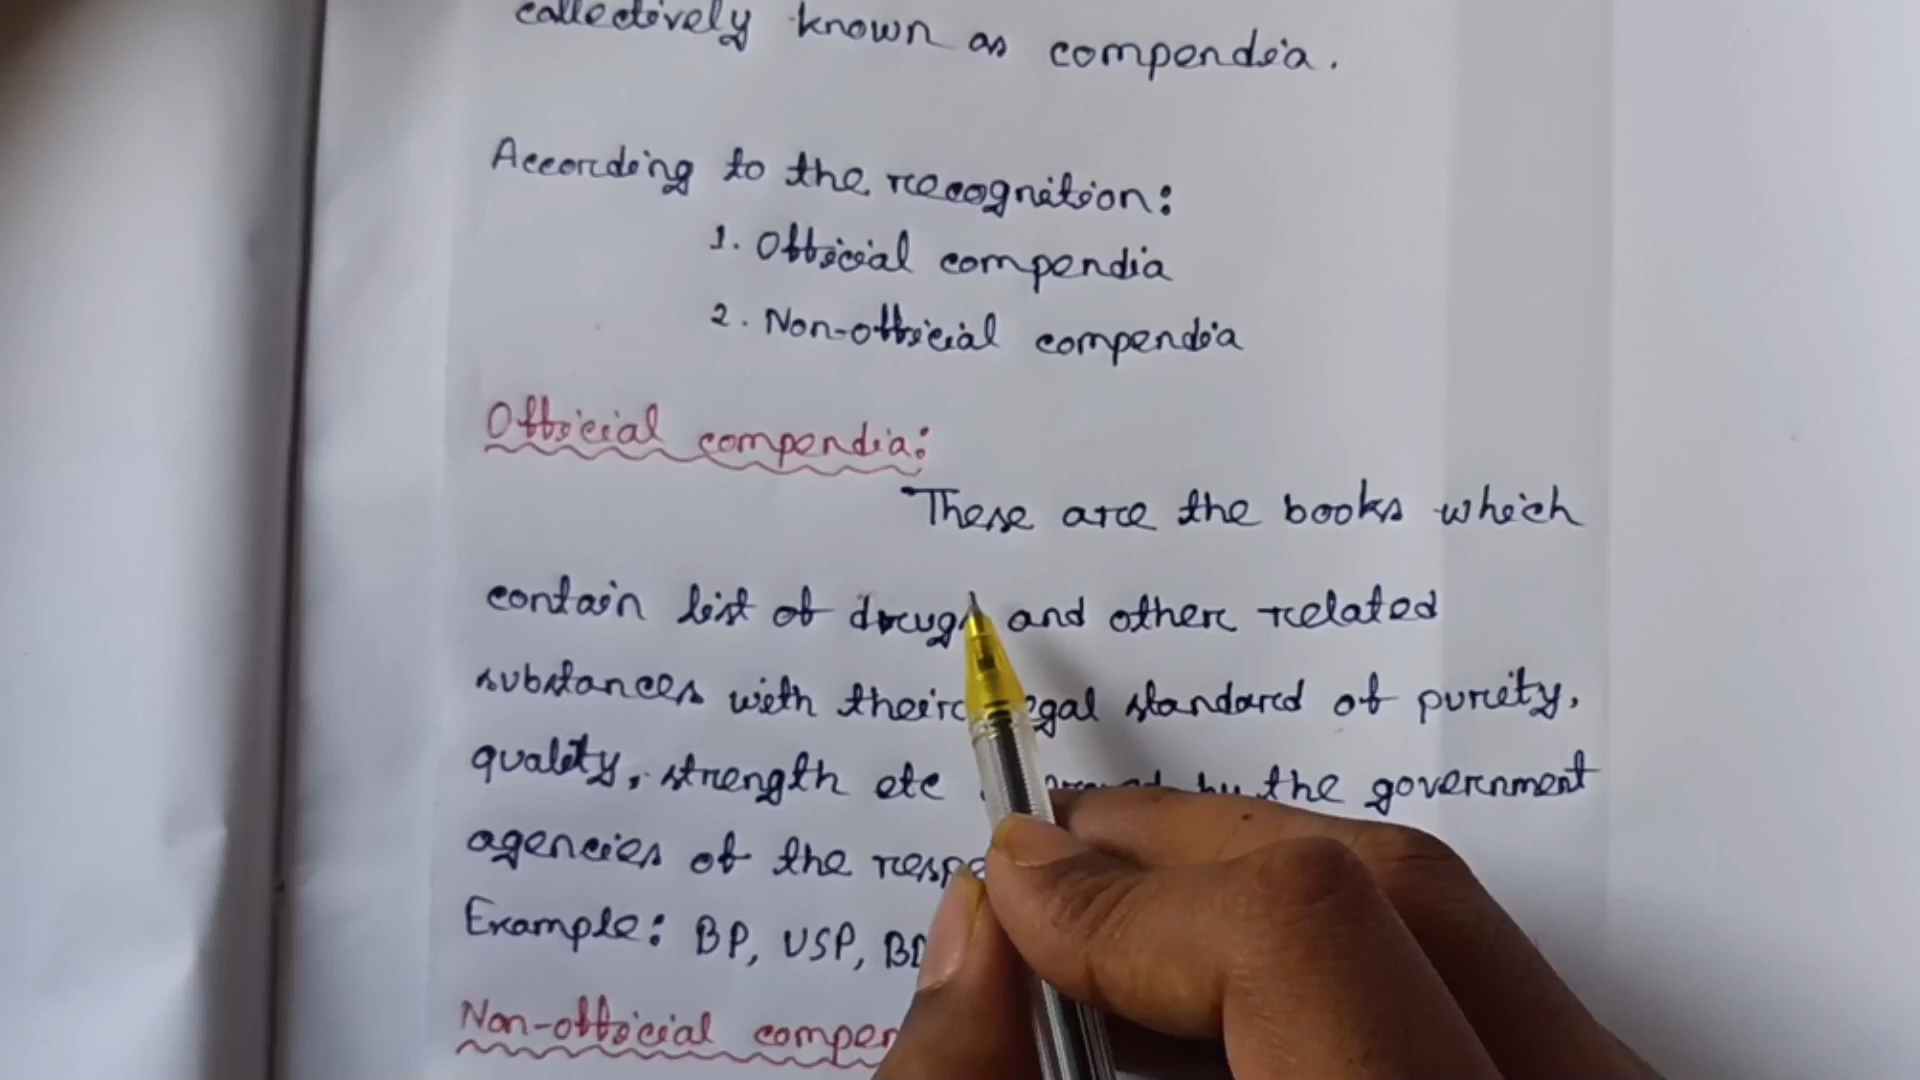 collectively known as compendia.
According to the recognition:
1. Official compendia
2. Non-official compendia
Official compendia:
These are the books which
contain list of drugs and other related
substances with their legal standard of purity,
quality, strength etc by the government
agencies of the
Example: BP, USP,
Non-official